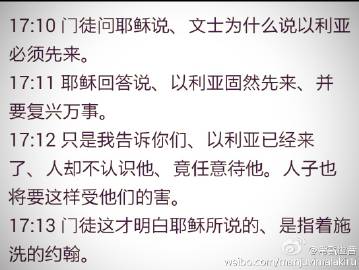 17:10 门徒问耶稣说、文士为什么说以利亚
必须先来。
17:11 耶稣回答说、以利亚固然先来、并
要复兴万事。
17:12 只是我告诉你们、以利亚已经来
了、人却不认识他、竟任意待他。人子也
将要这样受他们的害。
17:13 门徒这才明白耶稣所说的、是指着施
洗的约翰。